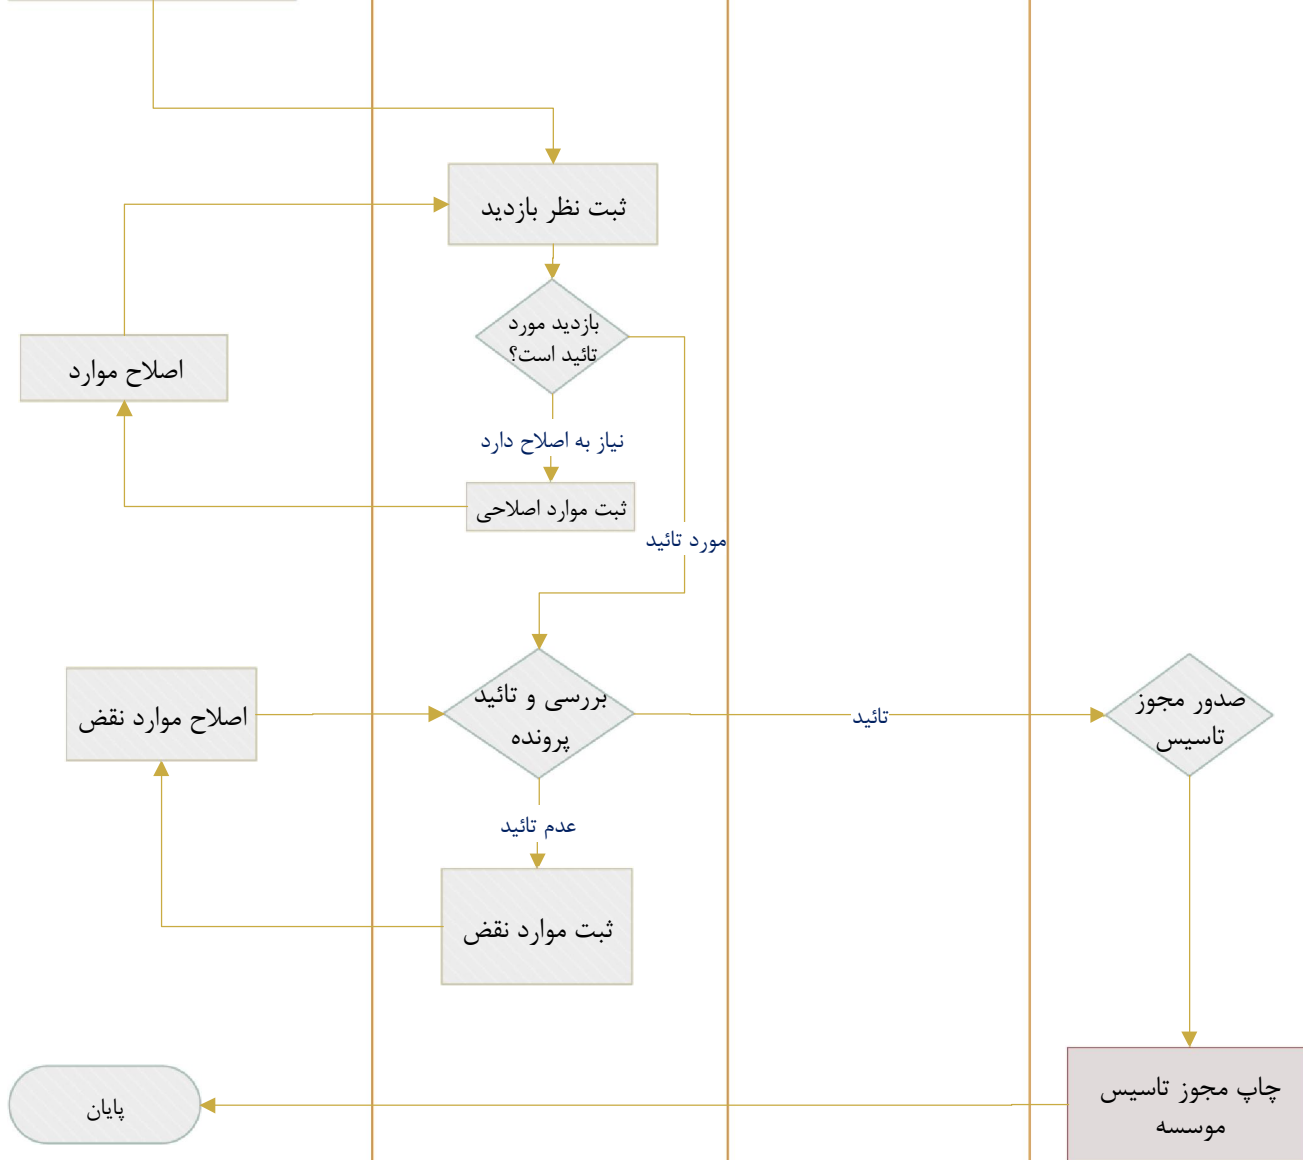 ثبت نظر بازدید
بازدید مورد
تائید است؟
اصلاح موارد
نیاز به اصلاح دارد
ثبت موارد اصلاحی
مورد تائید
بررسی و تائید
پرونده
اصلاح موارد نقض
تائید
صدور مجوز
تاسیس
عدم تائید
ثبت موارد نقض
چاپ مجوز تاسیس
موسسه
پایان